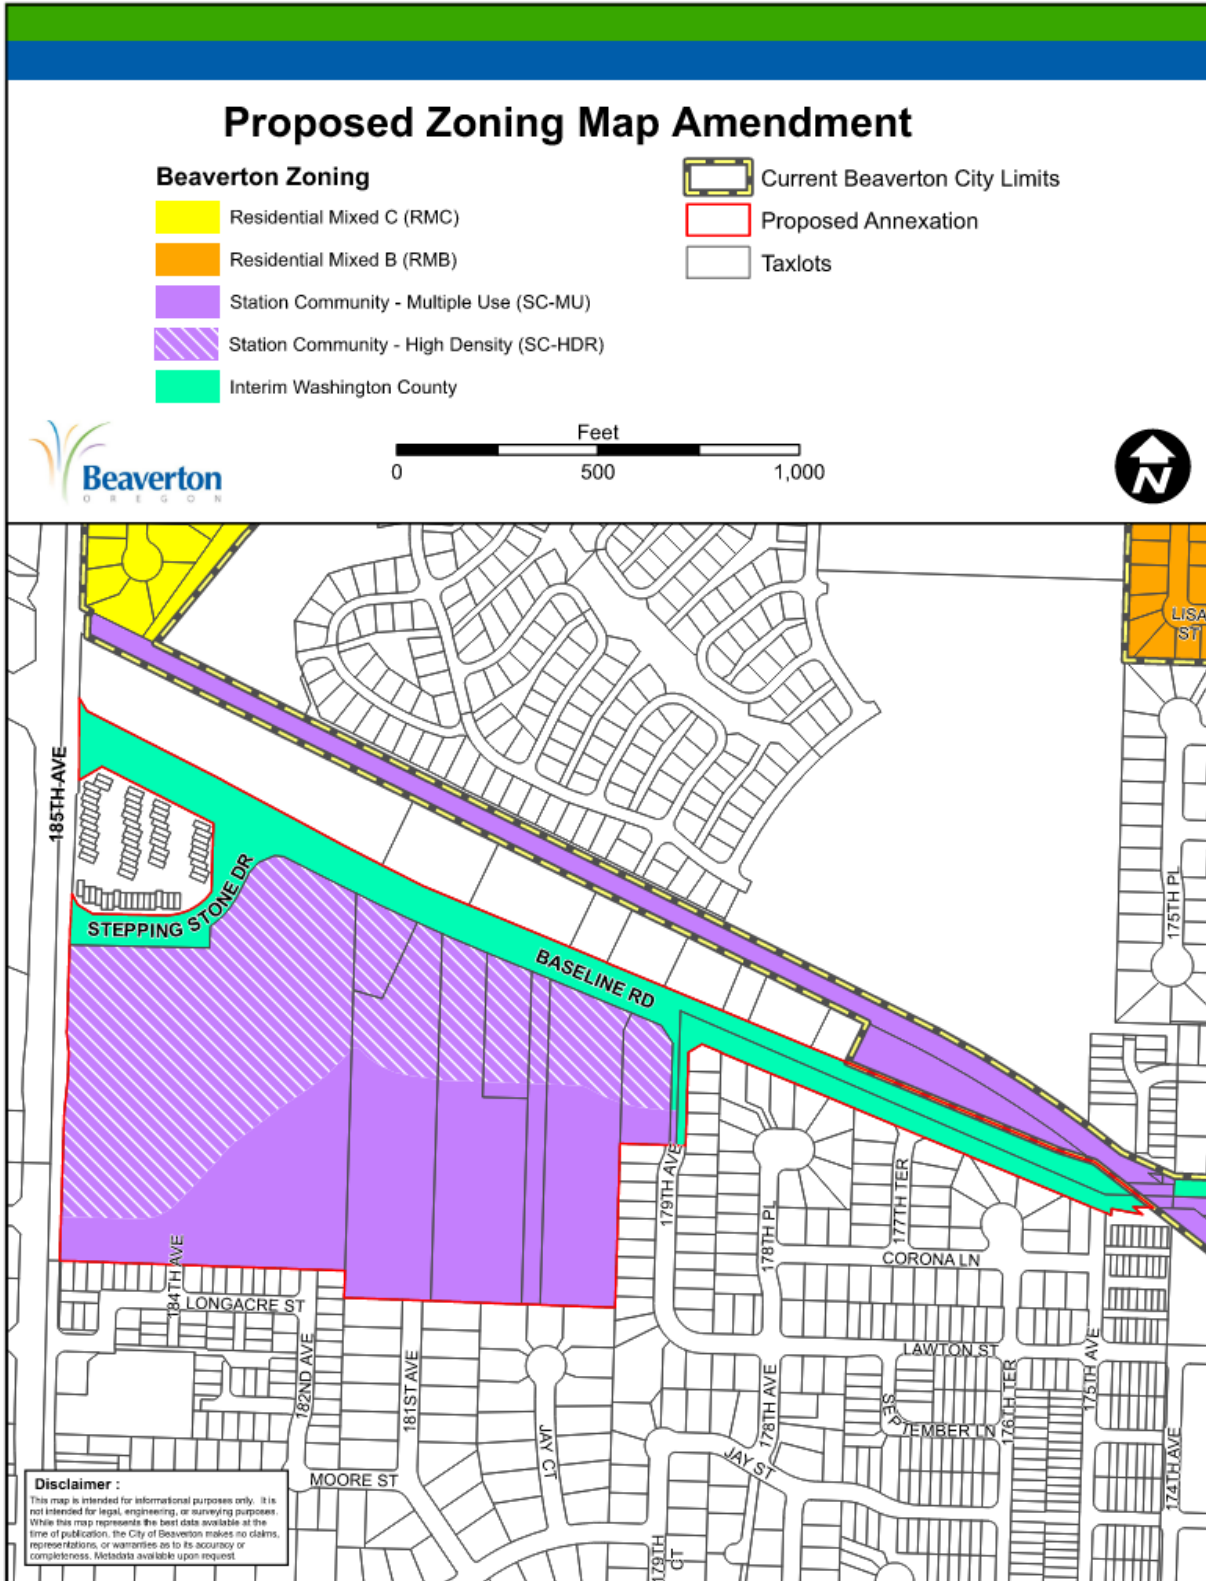 Proposed Zoning Map Amendment
Beaverton Zoning
Residential Mixed C (RMC)
Residential Mixed B (RMB)
Station Community - Multiple Use (SC-MU)
Station Community - High Density (SC-HDR)
Interim Washington County
Current Beaverton City Limits
Proposed Annexation
Taxlots
Beaverton
OREGON
Feet
0 500 1,000
N
LISA
ST
185TH AVE
175TH PL
STEPPING STONE DR
BASELINE RD
179TH AVE
178TH PL
177TH TER
CORONA LN
184TH AVE
LONGACRE ST
182ND AVE
181ST AVE
LAWTON ST
178TH AVE
176TH TER
175TH AVE
SEPTEMBER LN
JAY CT
JAY ST
174TH AVE
MOORE ST
179TH
CT
Disclaimer :
This map is intended for informational purposes only. It is
not intended for legal, engineering, or surveying purposes.
While this map represents the best data available at the
time of publication, the City of Beaverton makes no claims,
representations, or warranties as to its accuracy or
completeness. Metadata available upon request.